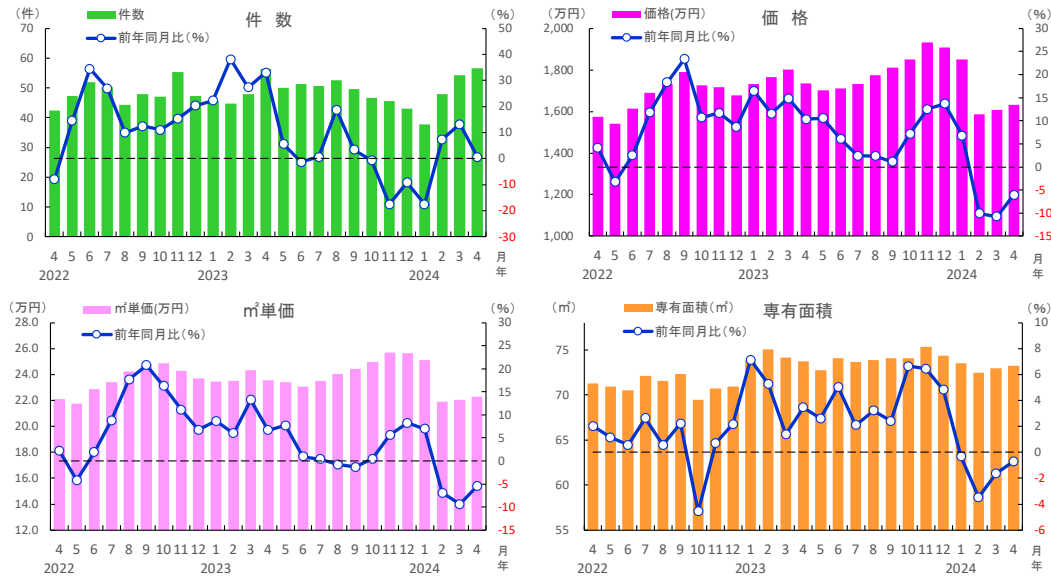 （件） 件 数 （%）
件数
前年同月比（%）
70 50
60 40
50 30
40 20
30 10
20 0
10 -10
0 -20
-30
4 5 6 7 8 9 10 11 12 1 2 3 4 5 6 7 8 9 10 11 12 1 2 3 4 月
2022 2023 2024 年
（万円） 価 格 （%）
価格(万円)
前年同月比（%）
2,000 30
1,800 25
1,600 20
1,400 15
1,200 10
1,000 5
0
-5
-10
-15
4 5 6 7 8 9 10 11 12 1 2 3 4 5 6 7 8 9 10 11 12 1 2 3 4 月
2022 2023 2024 年
（万円） ㎡単価 （%）
㎡単価(万円)
前年同月比（%）
28.0 30
26.0 25
24.0 20
22.0 15
20.0 10
18.0 5
16.0 0
14.0 -5
12.0 -10
-15
4 5 6 7 8 9 10 11 12 1 2 3 4 5 6 7 8 9 10 11 12 1 2 3 4 月
2022 2023 2024 年
（㎡） 専有面積 （%）
専有面積（㎡）
前年同月比（%）
75 10
70 8
65 6
60 4
55 2
0
-2
-4
-6
4 5 6 7 8 9 10 11 12 1 2 3 4 5 6 7 8 9 10 11 12 1 2 3 4 月
2022 2023 2024 年